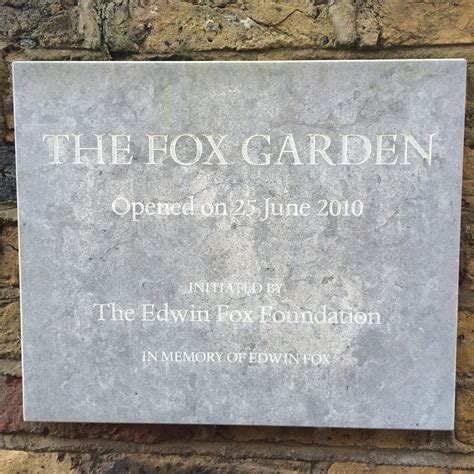 THE FOX GARDEN
Opened on 25 June 2010
INITIATED BY
The Edwin Fox Foundation
IN MEMORY OF EDWIN FOX